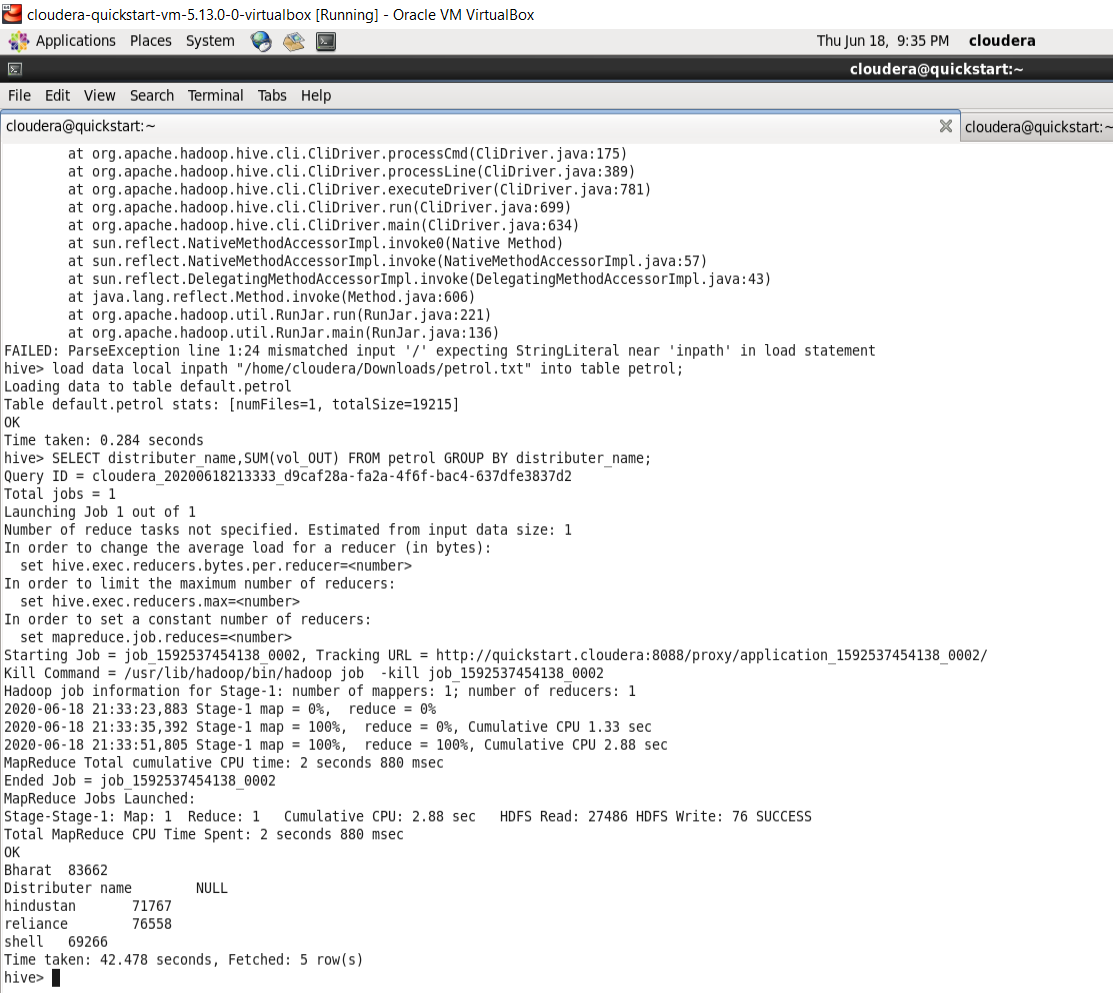 cloudera-quickstart-vm-5.13.0-0-virtualbox [Running] - Oracle VM VirtualBox
Applications Places System Thu Jun 18, 9:35 PM cloudera
cloudera@quickstart:~
File Edit View Search Terminal Tabs Help
cloudera@quickstart:~ cloudera@quickstart:~
at org.apache.hadoop.hive.cli.CliDriver.processCmd(CliDriver.java:175)
at org.apache.hadoop.hive.cli.CliDriver.processLine(CliDriver.java:389)
at org.apache.hadoop.hive.cli.CliDriver.executeDriver(CliDriver.java:781)
at org.apache.hadoop.hive.cli.CliDriver.run(CliDriver.java:699)
at org.apache.hadoop.hive.cli.CliDriver.main(CliDriver.java:634)
at sun.reflect.NativeMethodAccessorImpl.invoke0(Native Method)
at sun.reflect.NativeMethodAccessorImpl.invoke(NativeMethodAccessorImpl.java:57)
at sun.reflect.DelegatingMethodAccessorImpl.invoke(DelegatingMethodAccessorImpl.java:43)
at java.lang.reflect.Method.invoke(Method.java:606)
at org.apache.hadoop.util.RunJar.run(RunJar.java:221)
at org.apache.hadoop.util.RunJar.main(RunJar.java:136)
FAILED: ParseException line 1:24 mismatched input '/' expecting StringLiteral near 'inpath' in load statement
hive> load data local inpath "/home/cloudera/Downloads/petrol.txt" into table petrol;
Loading data to table default.petrol
Table default.petrol stats: [numFiles=1, totalSize=19215]
OK
Time taken: 0.284 seconds
hive> SELECT distributer_name,SUM(vol_OUT) FROM petrol GROUP BY distributer_name;
Query ID = cloudera_20200618213333_d9caf28a-fa2a-4f6f-bac4-637dfe3837d2
Total jobs = 1
Launching Job 1 out of 1
Number of reduce tasks not specified. Estimated from input data size: 1
In order to change the average load for a reducer (in bytes):
set hive.exec.reducers.bytes.per.reducer=<number>
In order to limit the maximum number of reducers:
set hive.exec.reducers.max=<number>
In order to set a constant number of reducers:
set mapreduce.job.reduces=<number>
Starting Job = job_1592537454138_0002, Tracking URL = http://quickstart.cloudera:8088/proxy/application_1592537454138_0002/
Kill Command = /usr/lib/hadoop/bin/hadoop job  -kill job_1592537454138_0002
Hadoop job information for Stage-1: number of mappers: 1; number of reducers: 1
2020-06-18 21:33:23,883 Stage-1 map = 0%,  reduce = 0%
2020-06-18 21:33:35,392 Stage-1 map = 100%,  reduce = 0%, Cumulative CPU 1.33 sec
2020-06-18 21:33:51,805 Stage-1 map = 100%,  reduce = 100%, Cumulative CPU 2.88 sec
MapReduce Total cumulative CPU time: 2 seconds 880 msec
Ended Job = job_1592537454138_0002
MapReduce Jobs Launched:
Stage-Stage-1: Map: 1  Reduce: 1   Cumulative CPU: 2.88 sec   HDFS Read: 27486 HDFS Write: 76 SUCCESS
Total MapReduce CPU Time Spent: 2 seconds 880 msec
OK
Bharat  83662
Distributer name        NULL
hindustan       71767
reliance        76558
shell   69266
Time taken: 42.478 seconds, Fetched: 5 row(s)
hive>